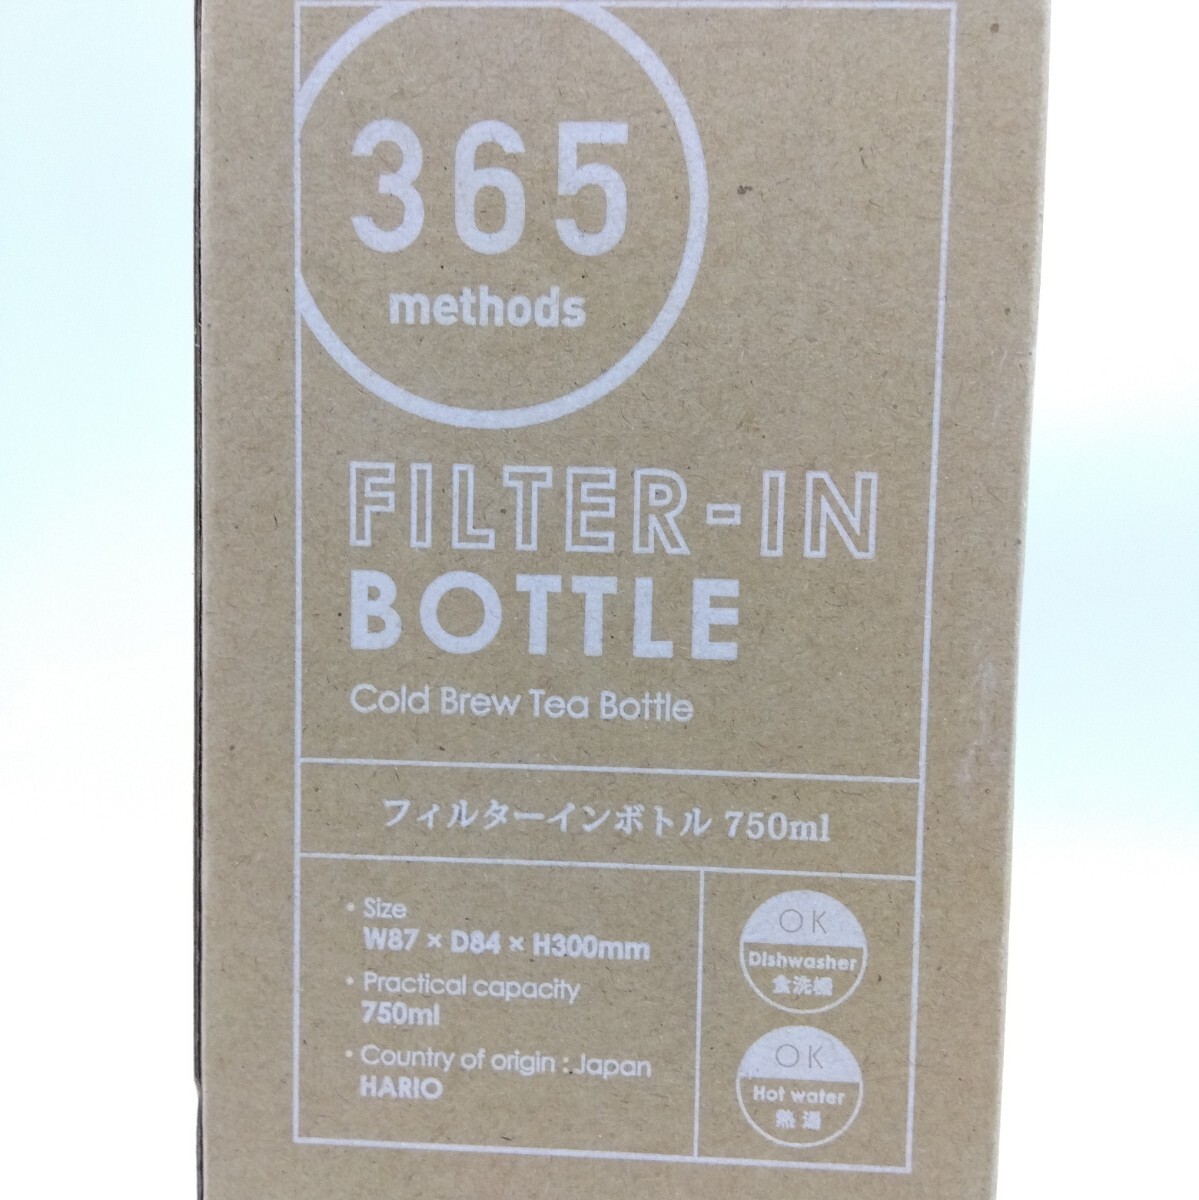 365
methods
FILTER-IN
BOTTLE
Cold Brew Tea Bottle
フィルターインボトル 750ml
・Size
W87 × D84 × H300mm
・Practical capacity
750ml
・Country of origin : Japan
HARIO
OK
Dishwasher
食洗機
OK
Hot water
熱湯